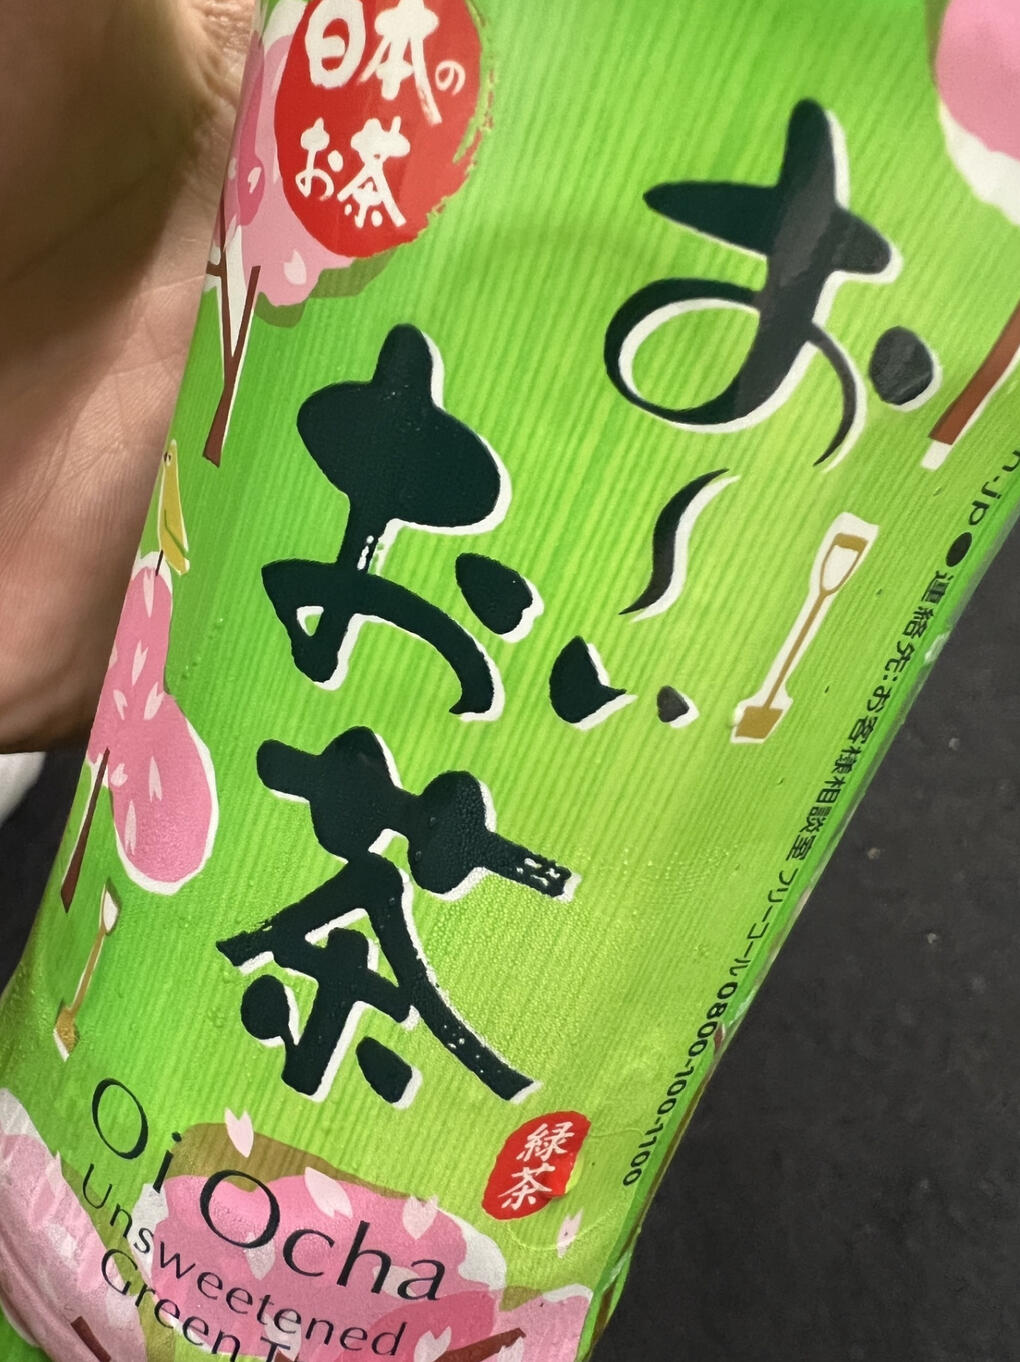 日本の
お茶
お〜い
お茶
緑茶
Oi Ocha
Unsweetened
Green
●連絡先:お客様相談室 フリーコール0800-100-1100